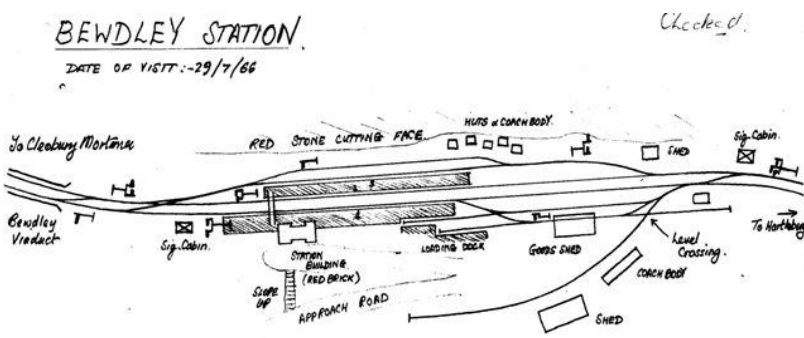 BEWDLEY STATION.
Checked.
DATE OF VISIT:-29/7/66
To Cleobury Mortimer
RED STONE CUTTING FACE
HUTS & COACH BODY.
SHED
Sig. Cabin.
Bewdley
Viaduct
Sig. Cabin.
STATION
BUILDING
(RED BRICK)
SLOPE
UP
APPROACH ROAD
LOADING DOCK
GOODS SHED
Level
Crossing.
To Hartlebury
COACH BODY
SHED